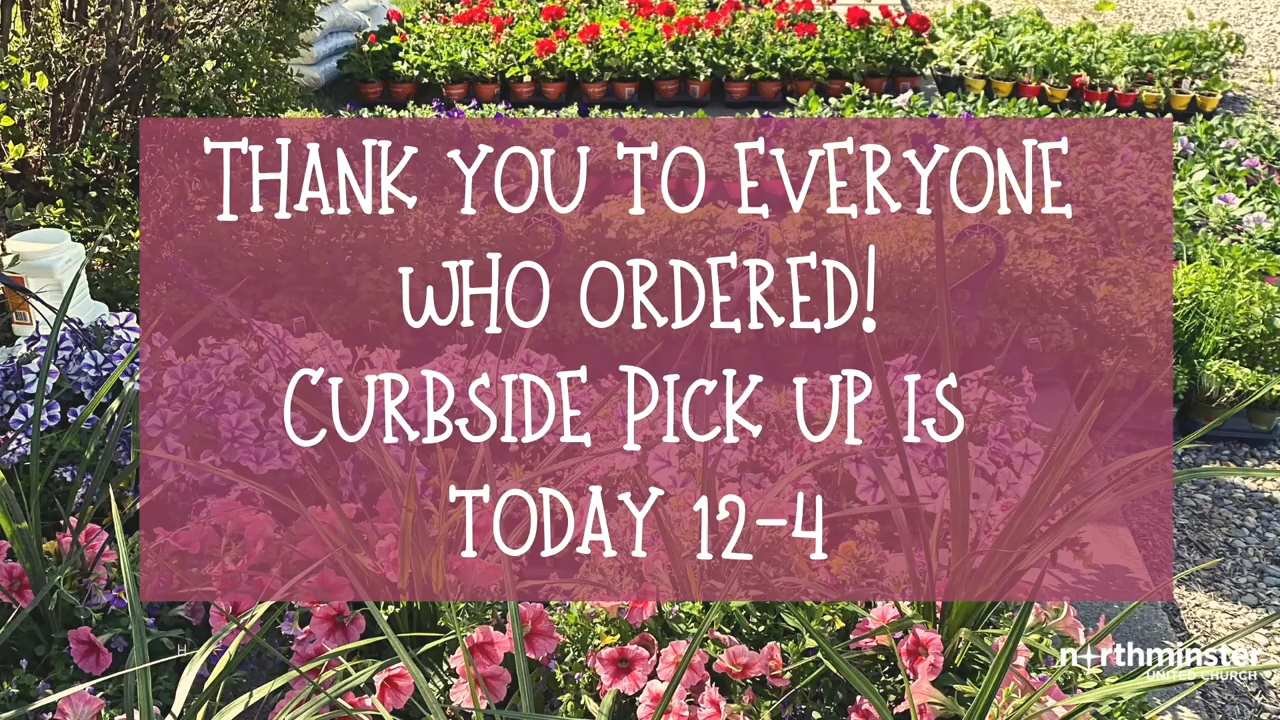 THANK YOU TO EVERYONE
WHO ORDERED!
CURBSIDE PICK UP IS
TODAY 12-4
H
northminster
UNITED CHURCH